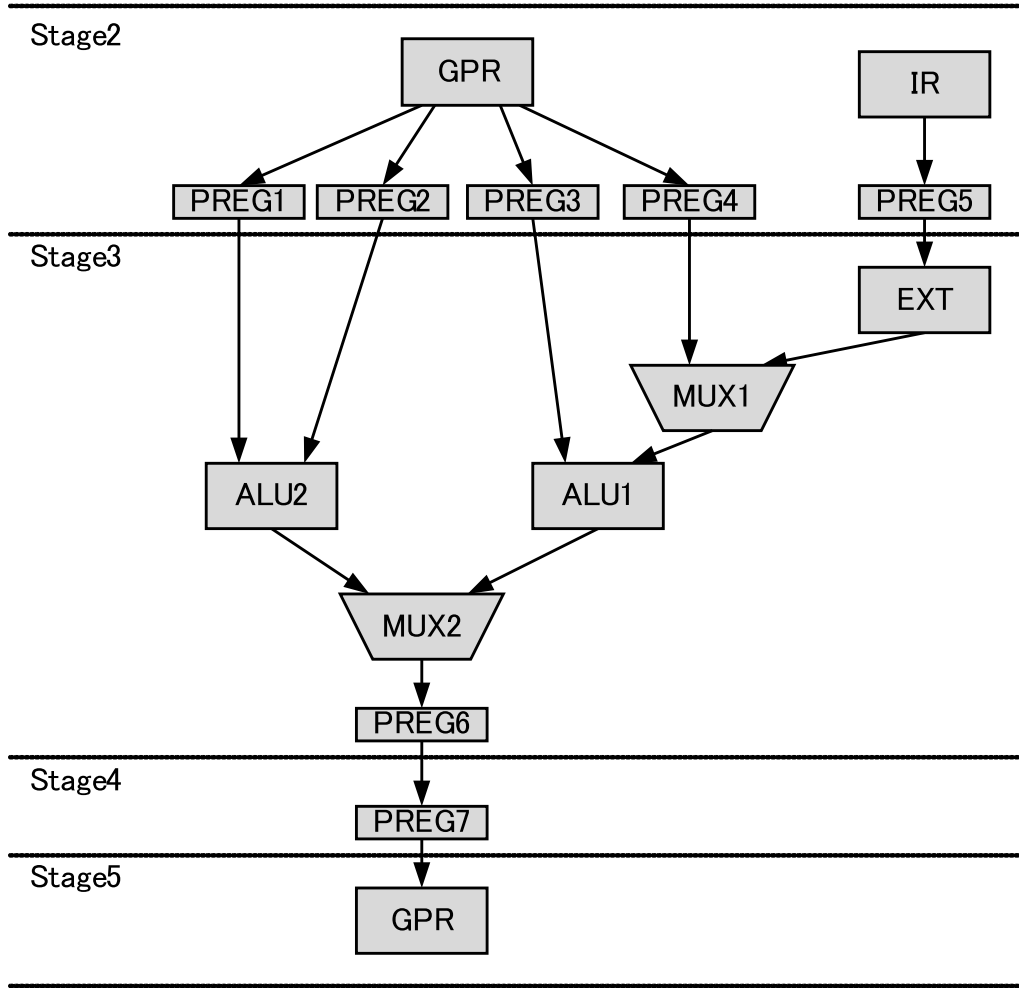 Stage2
GPR
IR
PREG1 PREG2 PREG3 PREG4 PREG5
Stage3
EXT
MUX1
ALU2 ALU1
MUX2
PREG6
Stage4
PREG7
Stage5
GPR